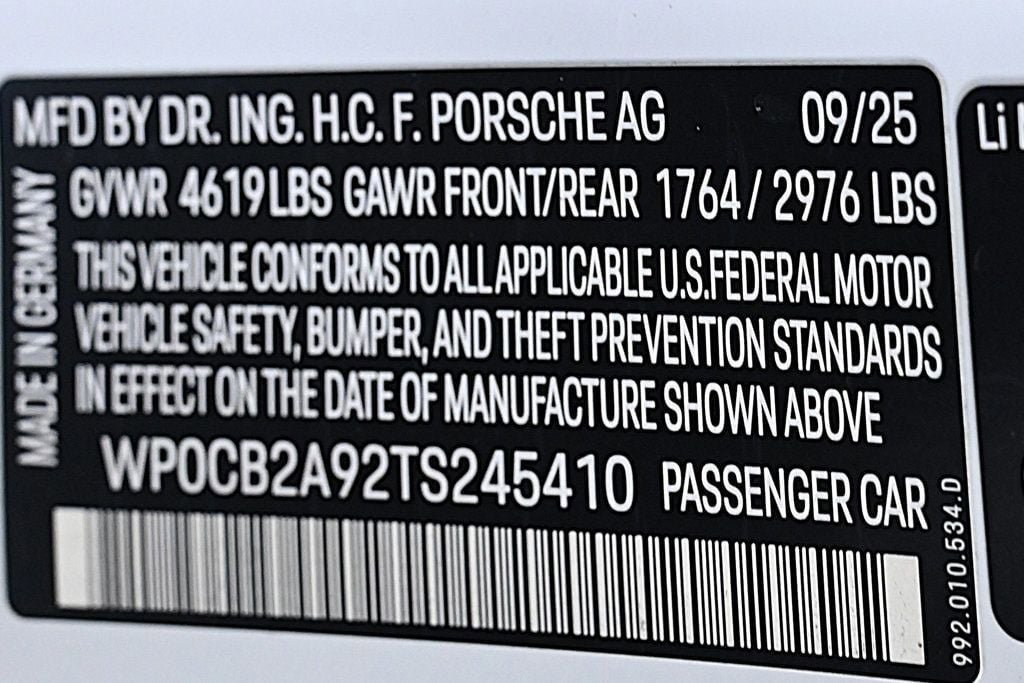 MFD BY DR. ING. H.C. F. PORSCHE AG 09/25
GVWR 4619 LBS GAWR FRONT/REAR 1764 / 2976 LBS
THIS VEHICLE CONFORMS TO ALL APPLICABLE U.S. FEDERAL MOTOR
VEHICLE SAFETY, BUMPER, AND THEFT PREVENTION STANDARDS
IN EFFECT ON THE DATE OF MANUFACTURE SHOWN ABOVE
WP0CB2A92TS245410 PASSENGER CAR
MADE IN GERMANY
992.010.534.D
Li